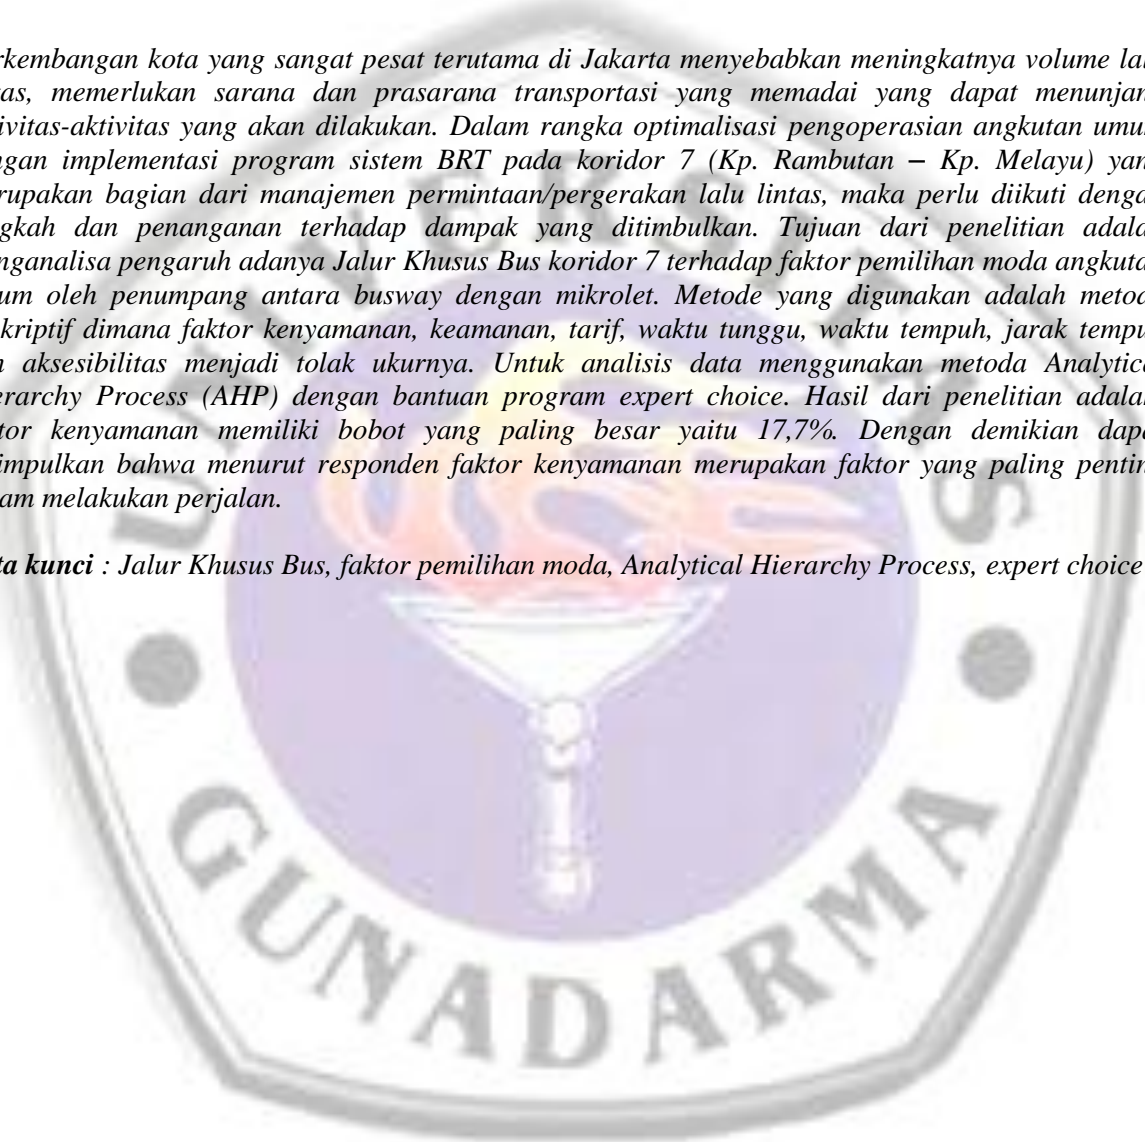 rkembangan kota yang sangat pesat terutama di Jakarta menyebabkan meningkatnya volume lal
as, memerlukan sarana dan prasarana transportasi yang memadai yang dapat menunjan
ivitas-aktivitas yang akan dilakukan. Dalam rangka optimalisasi pengoperasian angkutan umu
ngan implementasi program sistem BRT pada koridor 7 (Kp. Rambutan – Kp. Melayu) yan
rupakan bagian dari manajemen permintaan/pergerakan lalu lintas, maka perlu diikuti denga
gkah dan penanganan terhadap dampak yang ditimbulkan. Tujuan dari penelitian adala
nganalisa pengaruh adanya Jalur Khusus Bus koridor 7 terhadap faktor pemilihan moda angkuta
um oleh penumpang antara busway dengan mikrolet. Metode yang digunakan adalah metod
kriptif dimana faktor kenyamanan, keamanan, tarif, waktu tunggu, waktu tempuh, jarak tempu
n aksesibilitas menjadi tolak ukurnya. Untuk analisis data menggunakan metoda Analytic
erarchy Process (AHP) dengan bantuan program expert choice. Hasil dari penelitian adala
tor kenyamanan memiliki bobot yang paling besar yaitu 17,7%. Dengan demikian dap
impulkan bahwa menurut responden faktor kenyamanan merupakan faktor yang paling pentin
am melakukan perjalan.
ta kunci : Jalur Khusus Bus, faktor pemilihan moda, Analytical Hierarchy Process, expert choice
UNIVERSITAS
GUNADARMA